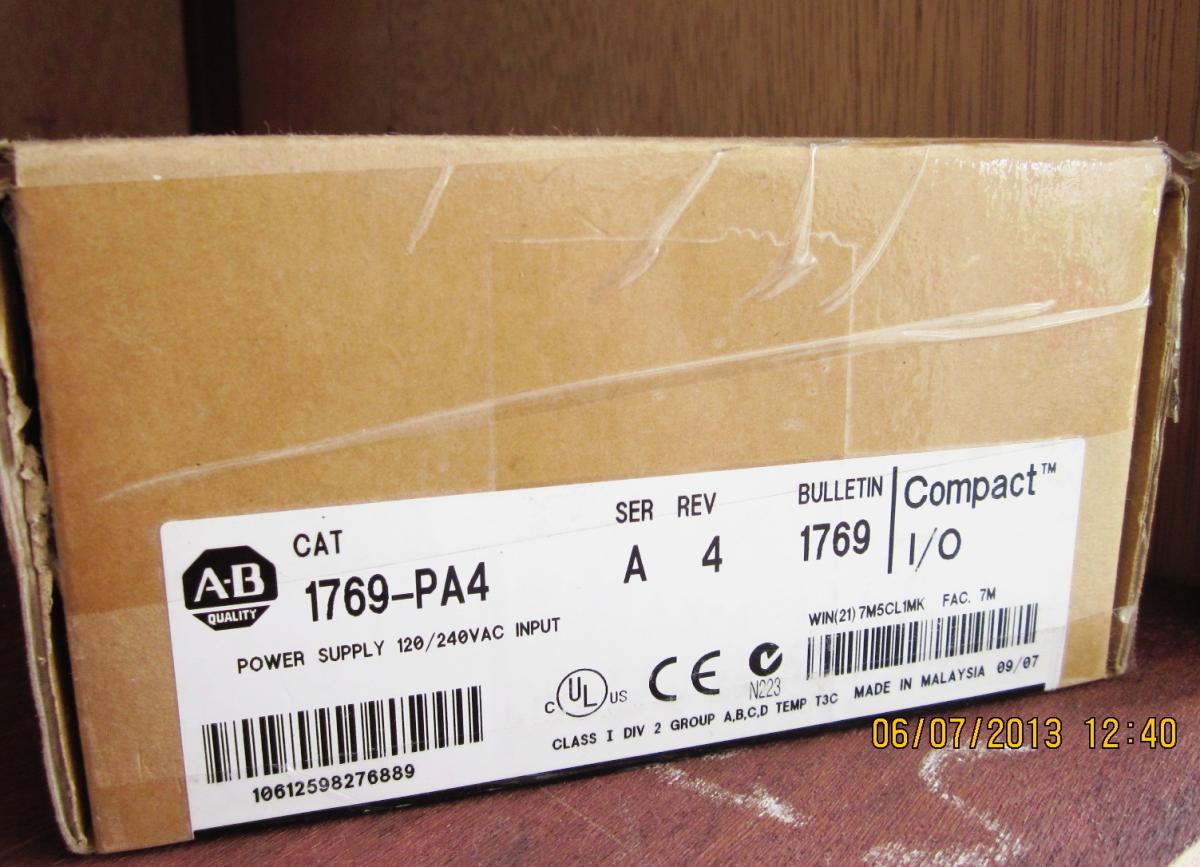 A-B
QUALITY
CAT
1769-PA4
POWER SUPPLY 120/240VAC INPUT
SER REV
A 4
BULLETIN
1769
Compact™
I/O
WIN(21) 7M5CL1MK FAC. 7M
C UL US CE N223
CLASS I DIV 2 GROUP A,B,C,D TEMP T3C MADE IN MALAYSIA 09/07
10612598276889
06/07/2013 12:40